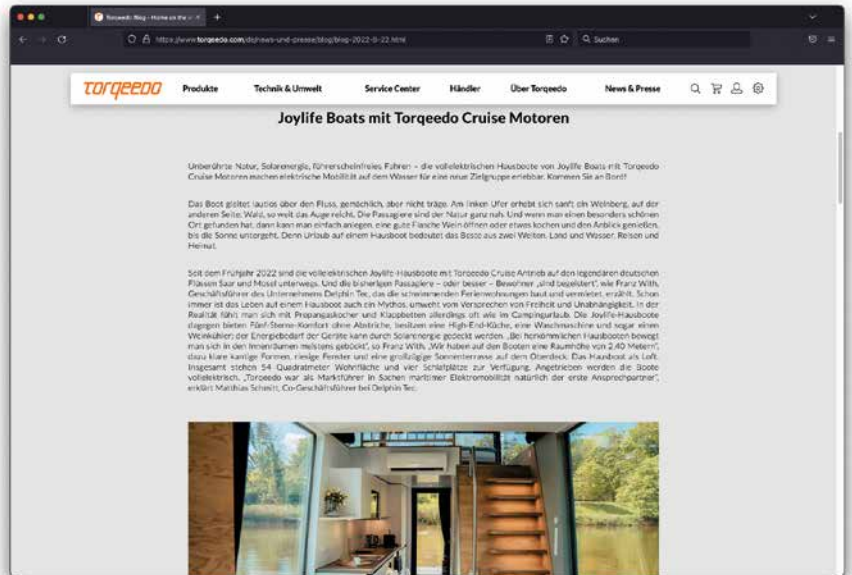 Torqeedo Blog - Home on the
https://www.torqeedo.com/de/news-und-presse/blog/blog-2022-8-22.html
Suchen
TORQEEDO
Produkte
Technik & Umwelt
Service Center
Händler
Über Torqeedo
News & Presse
Joylife Boats mit Torqeedo Cruise Motoren
Unberührte Natur, Solarenergie, führerscheinfreies Fahren – die vollelektrischen Hausboote von Joylife Boats mit Torqeedo
Cruise Motoren machen elektrische Mobilität auf dem Wasser für eine neue Zielgruppe erlebbar. Kommen Sie an Bord!
Das Boot gleitet lautlos über den Fluss, gemächlich, aber nicht träge. Am linken Ufer erhebt sich sanft ein Weinberg, auf der
anderen Seite: Wald, so weit das Auge reicht. Die Passagiere sind der Natur ganz nah. Und wenn man einen besonders schönen
Ort gefunden hat, dann kann man einfach anlegen, eine gute Flasche Wein öffnen oder etwas kochen und den Anblick genießen,
bis die Sonne untergeht. Denn Urlaub auf einem Hausboot bedeutet das Beste aus zwei Welten. Land und Wasser. Reisen und
Heimat.
Seit dem Frühjahr 2022 sind die vollelektrischen Joylife-Hausboote mit Torqeedo Cruise Antrieb auf den legendären deutschen
Flüssen Saar und Mosel unterwegs. Und die bisherigen Passagiere – oder besser – Bewohner „sind begeistert“, wie Franz With,
Geschäftsführer des Unternehmens Delphin Tec, das die schwimmenden Ferienwohnungen baut und vermietet, erzählt. Schon
immer ist das Leben auf einem Hausboot auch ein Mythos, umweht vom Versprechen von Freiheit und Unabhängigkeit. In der
Realität fühlt man sich mit Propangaskocher und Klappbetten allerdings oft wie im Campingurlaub. Die Joylife-Hausboote
dagegen bieten Fünf-Sterne-Komfort ohne Abstriche, besitzen eine High-End-Küche, eine Waschmaschine und sogar einen
Weinkühler; der Energiebedarf der Geräte kann durch Solarenergie gedeckt werden. „Bei herkömmlichen Hausbooten bewegt
man sich in den Innenräumen meistens gebückt“, so Franz With. „Wir haben auf den Booten eine Raumhöhe von 2,40 Metern“,
dazu klare kantige Formen, riesige Fenster und eine großzügige Sonnenterrasse auf dem Oberdeck. Das Hausboot als Loft.
Insgesamt stehen 54 Quadratmeter Wohnfläche und vier Schlafplätze zur Verfügung. Angetrieben werden die Boote
vollelektrisch. „Torqeedo war als Marktführer in Sachen maritimer Elektromobilität natürlich der erste Ansprechpartner“,
erklärt Matthias Schmitt, Co-Geschäftsführer bei Delphin Tec.